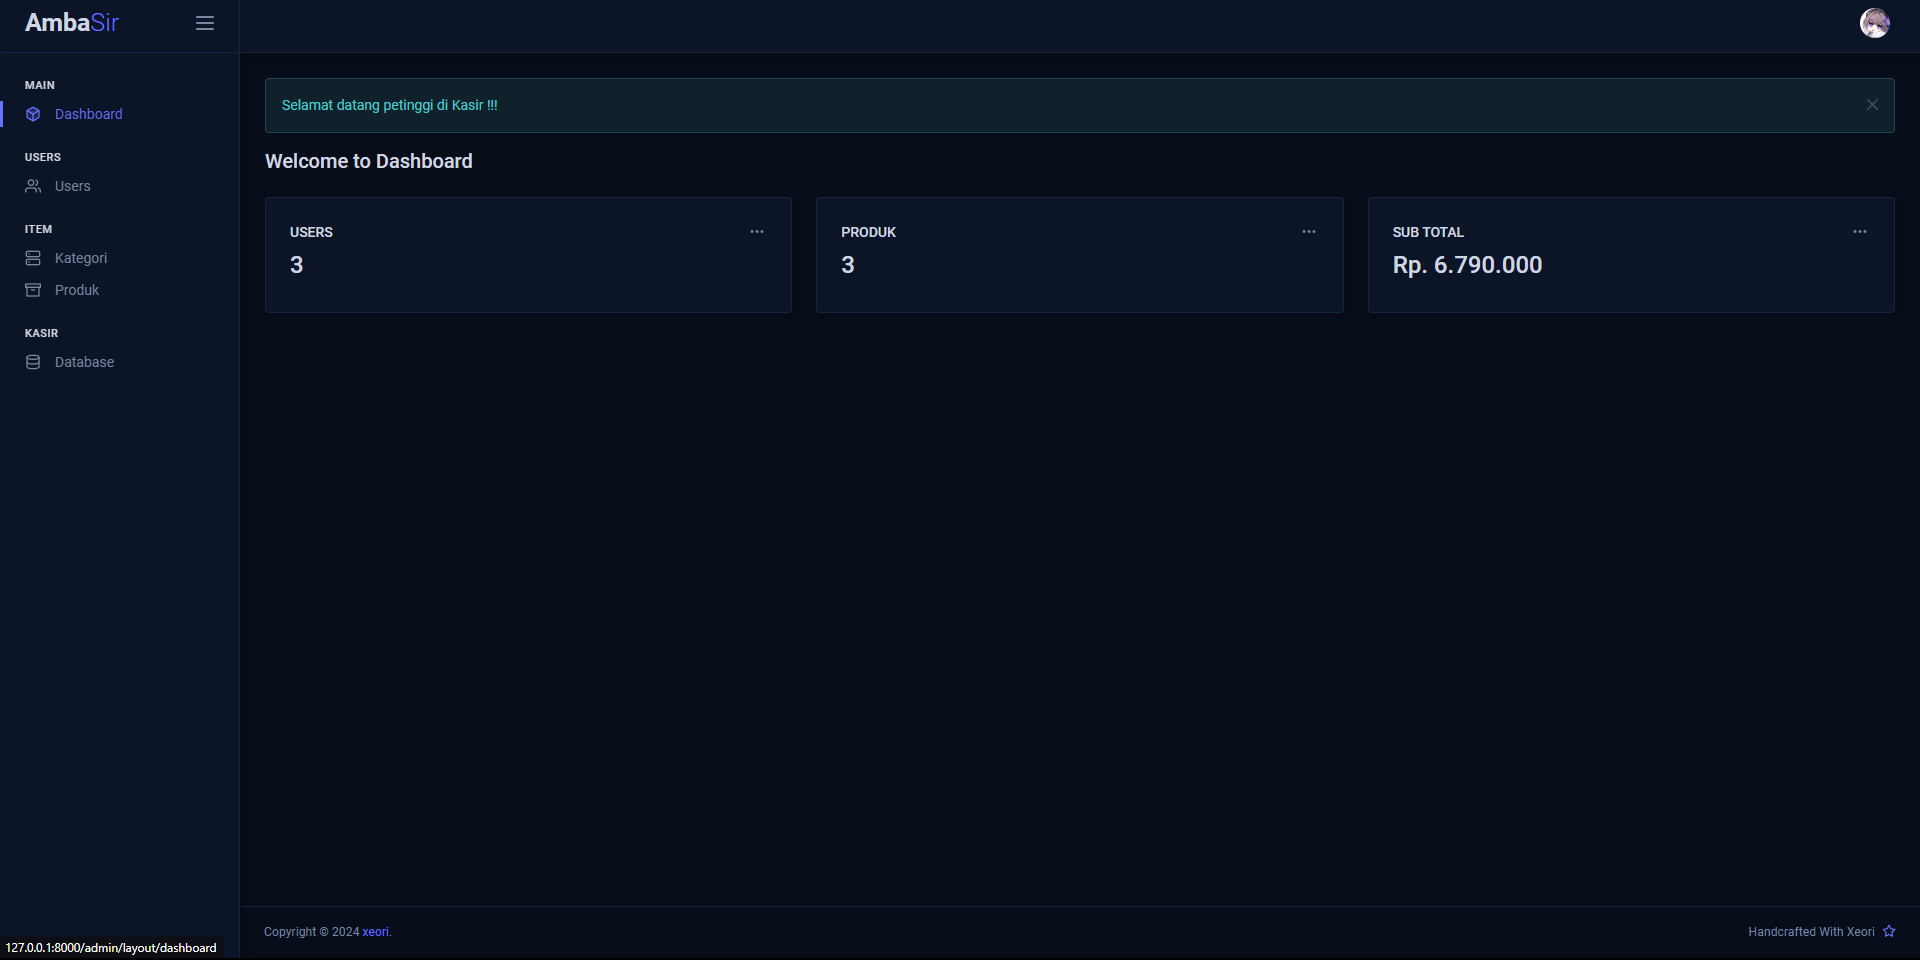 AmbaSir
MAIN
Dashboard
USERS
Users
ITEM
Kategori
Produk
KASIR
Database
Selamat datang petinggi di Kasir !!!
Welcome to Dashboard
USERS
3
PRODUK
3
SUB TOTAL
Rp. 6.790.000
Copyright © 2024 xeori.
Handcrafted With Xeori
127.0.0.1:8000/admin/layout/dashboard